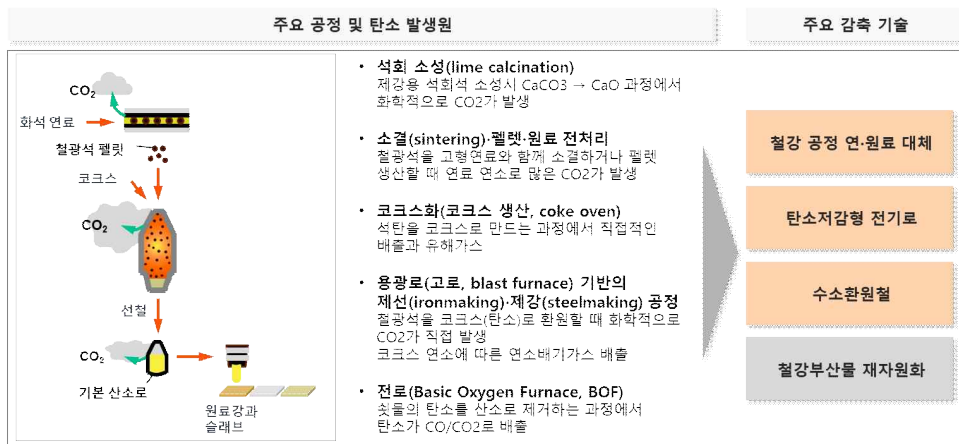 주요 공정 및 탄소 발생원
주요 감축 기술
CO2
화석 연료
철광석 펠릿
코크스
CO2
선철
CO2
기본 산소로
원료강과
슬래브
• 석회 소성(lime calcination)
제강용 석회석 소성시 CaCO3 → CaO 과정에서
화학적으로 CO2가 발생
• 소결(sintering)·펠렛·원료 전처리
철광석을 고형연료와 함께 소결하거나 펠릿
생산할 때 연료 연소로 많은 CO2가 발생
• 코크스화(코크스 생산, coke oven)
석탄을 코크스로 만드는 과정에서 직접적인
배출과 유해가스
• 용광로(고로, blast furnace) 기반의
제선(ironmaking)·제강(steelmaking) 공정
철광석을 코크스(탄소)로 환원할 때 화학적으로
CO2가 직접 발생
코크스 연소에 따른 연소배기가스 배출
• 전로(Basic Oxygen Furnace, BOF)
쇳물의 탄소를 산소로 제거하는 과정에서
탄소가 CO/CO2로 배출
철강 공정 연·원료 대체
탄소저감형 전기로
수소환원철
철강부산물 재자원화